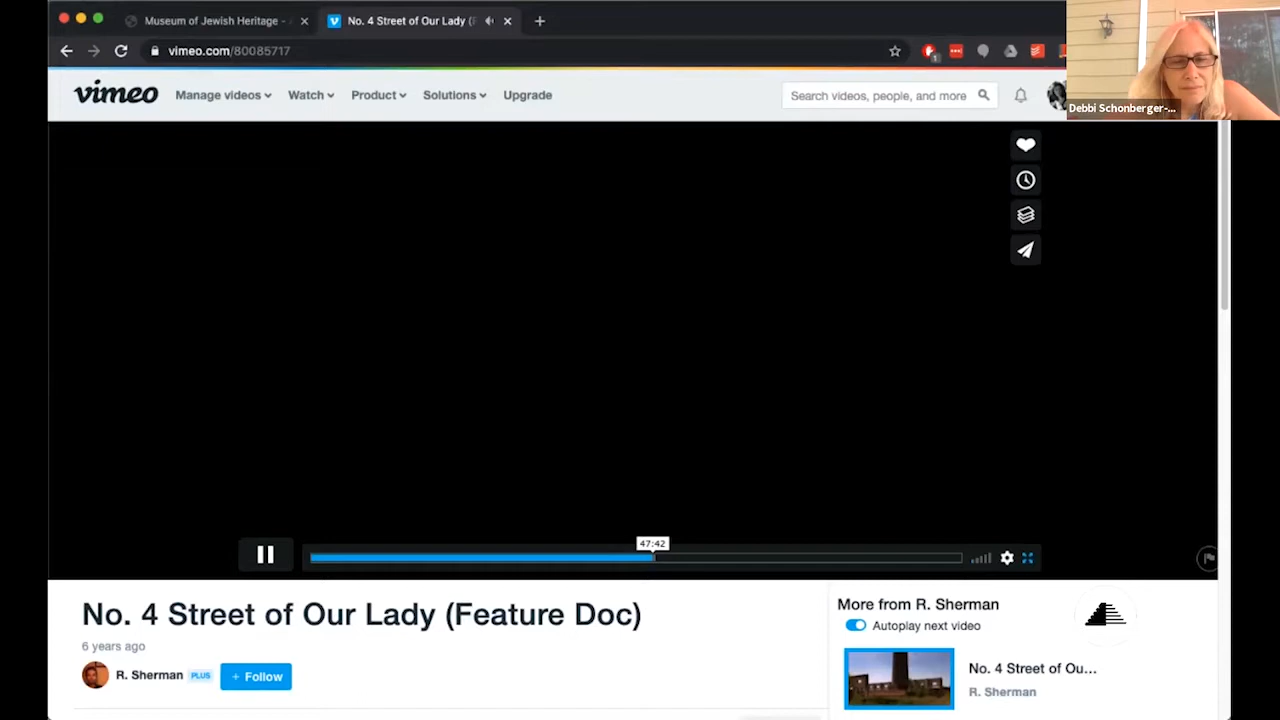 Museum of Jewish Heritage -
No. 4 Street of Our Lady (
vimeo.com/80085717
1
vimeo
Manage videos
Watch
Product
Solutions
Upgrade
Search videos, people, and more
Debbi Schonberger-...
47:42
No. 4 Street of Our Lady (Feature Doc)
6 years ago
R. Sherman PLUS
+ Follow
More from R. Sherman
Autoplay next video
No. 4 Street of Ou...
R. Sherman